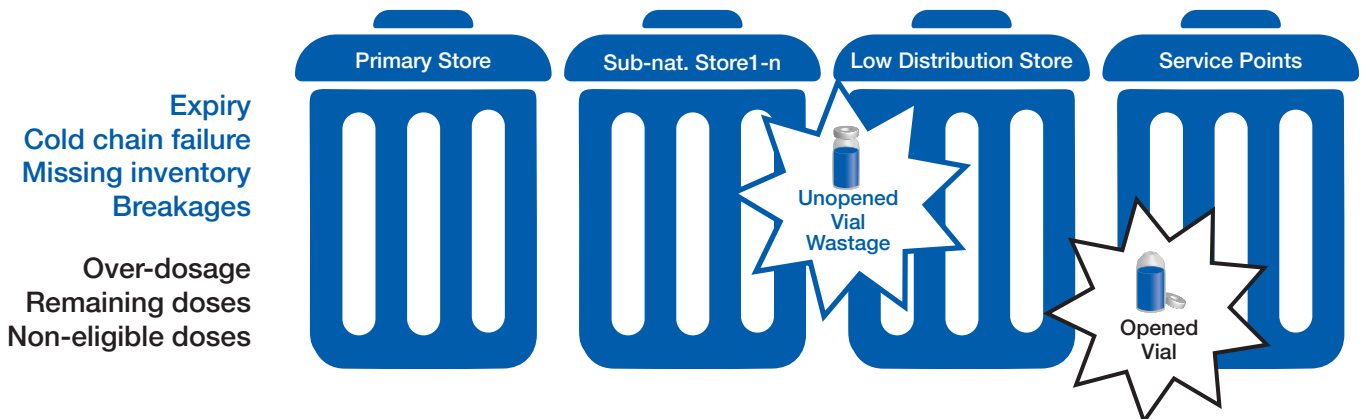 Primary Store
Sub-nat. Store1-n
Low Distribution Store
Service Points
Expiry
Cold chain failure
Missing inventory
Breakages
Unopened
Vial
Wastage
Over-dosage
Remaining doses
Non-eligible doses
Opened
Vial